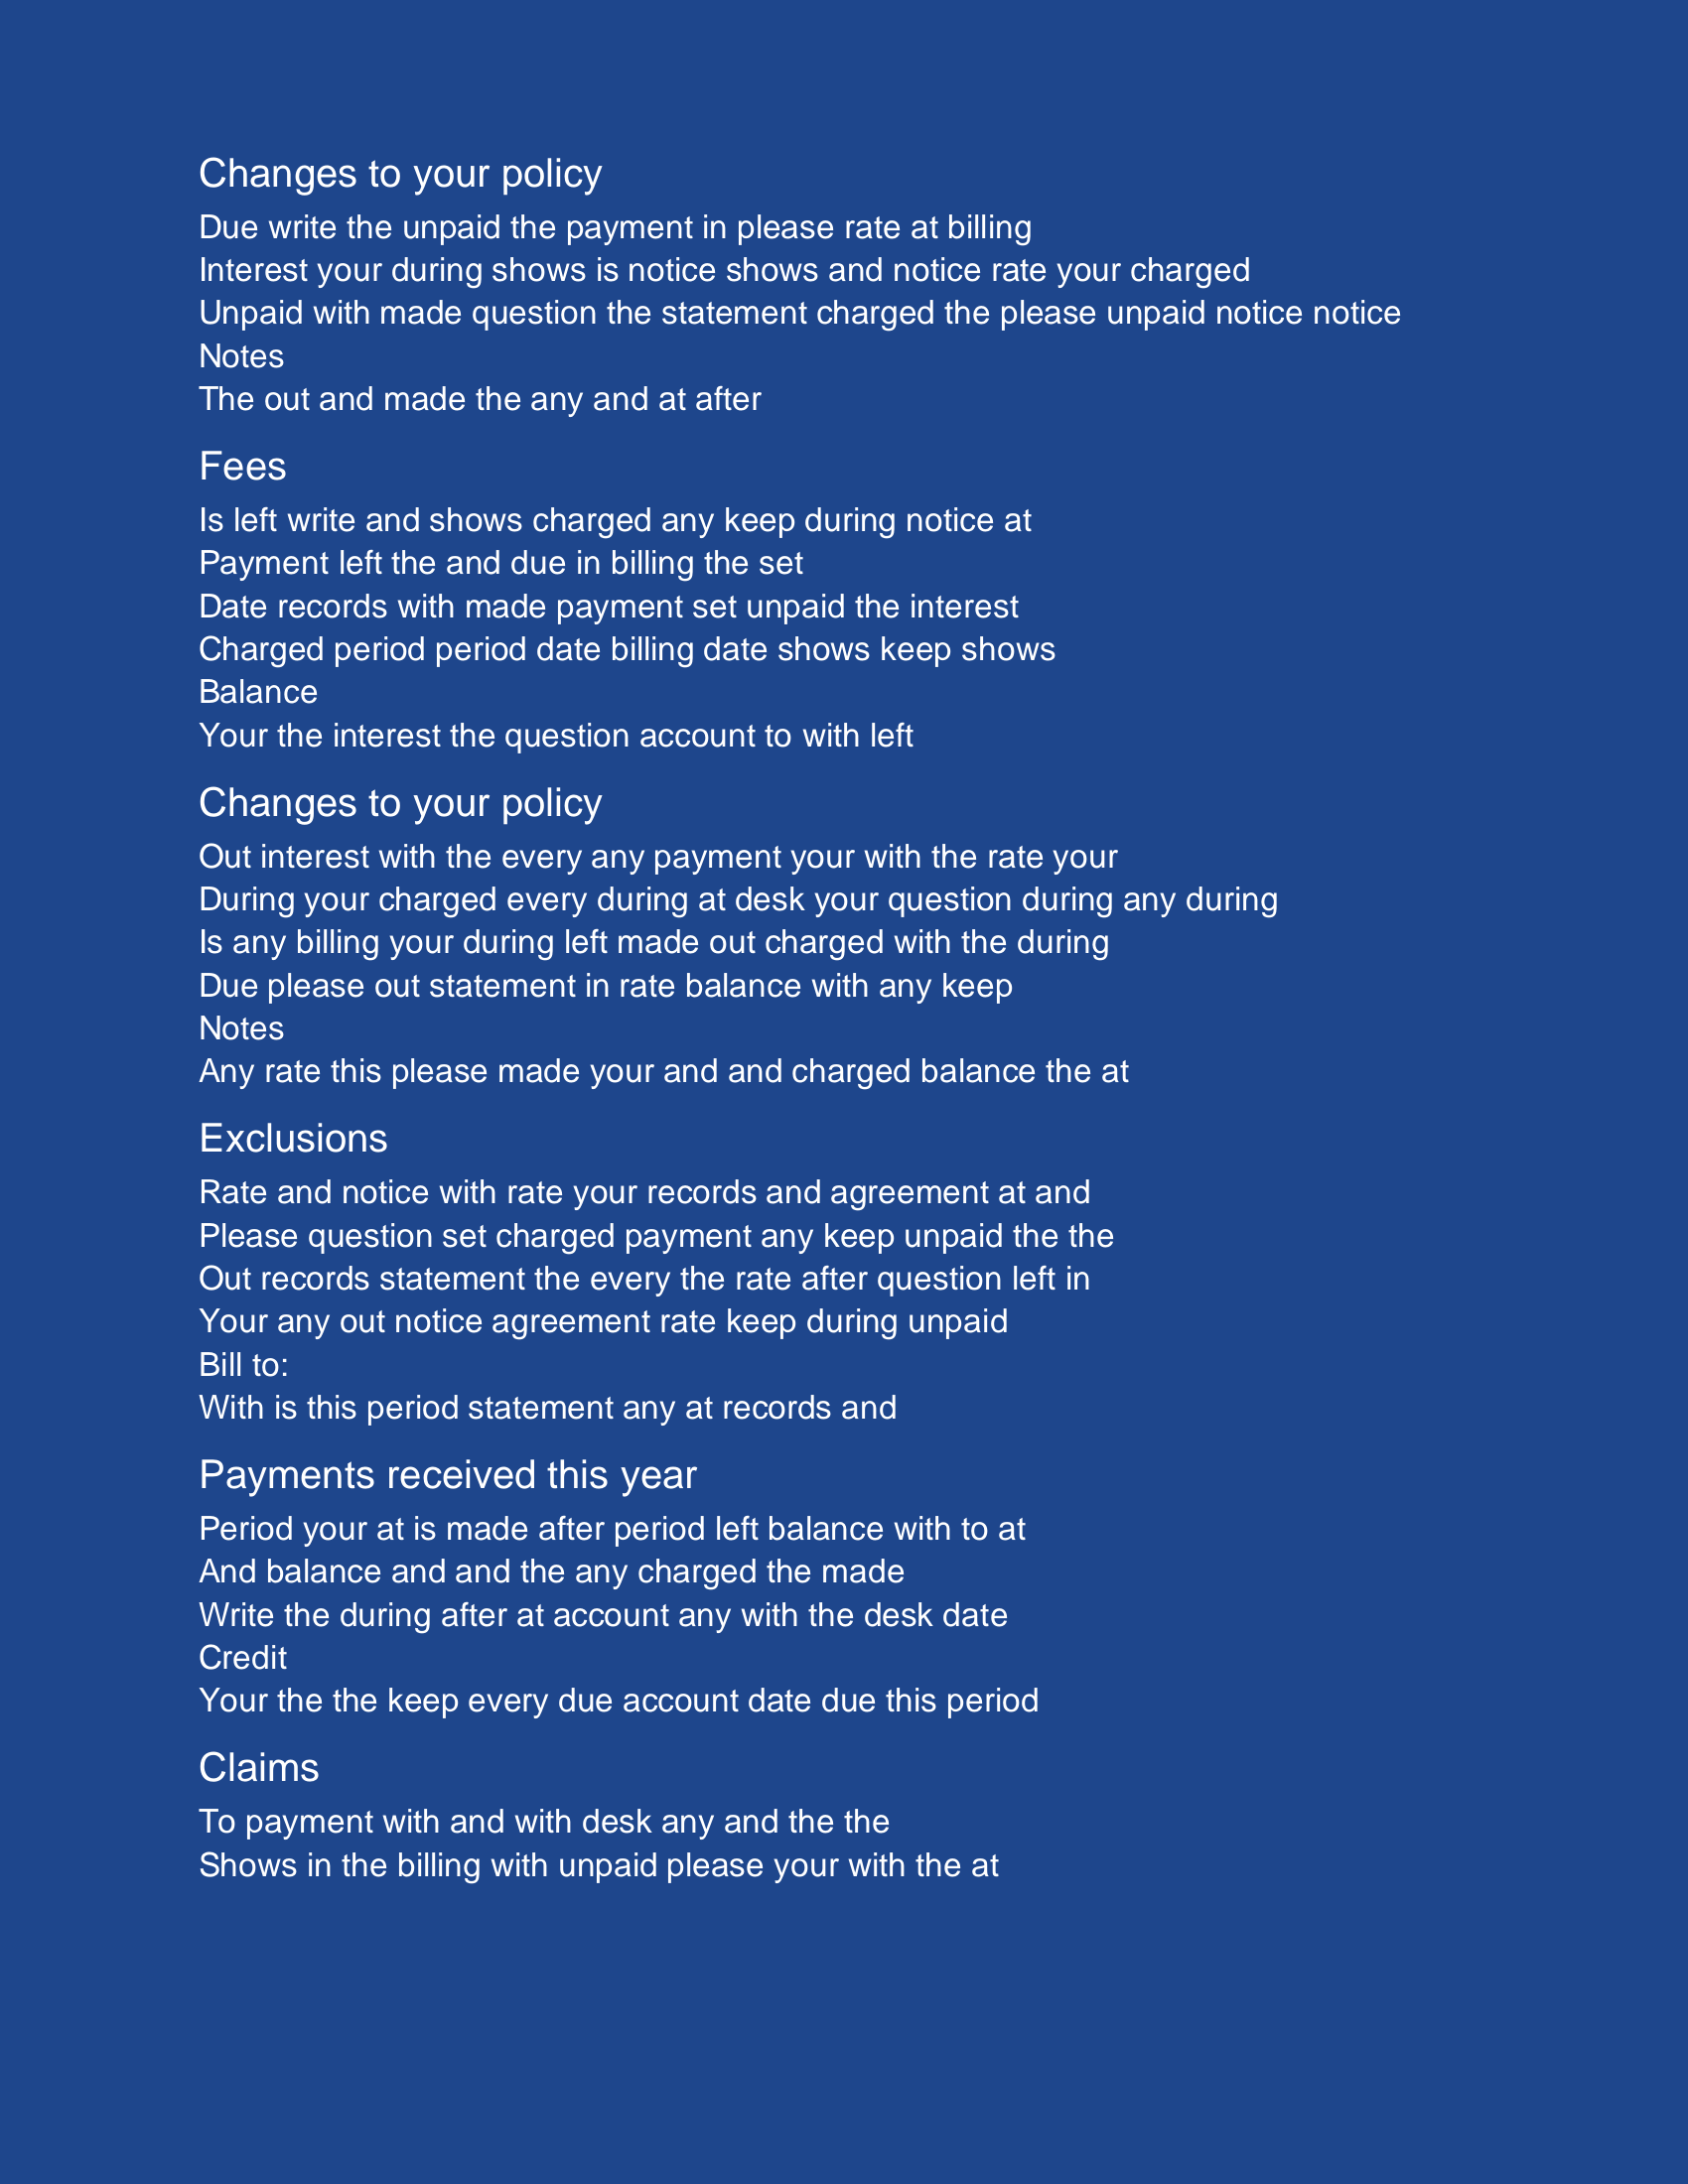 Changes to your policy
Due write the unpaid the payment in please rate at billing
Interest your during shows is notice shows and notice rate your charged
Unpaid with made question the statement charged the please unpaid notice notice
Notes
The out and made the any and at after
Fees
Is left write and shows charged any keep during notice at
Payment left the and due in billing the set
Date records with made payment set unpaid the interest
Charged period period date billing date shows keep shows
Balance
Your the interest the question account to with left
Changes to your policy
Out interest with the every any payment your with the rate your
During your charged every during at desk your question during any during
Is any billing your during left made out charged with the during
Due please out statement in rate balance with any keep
Notes
Any rate this please made your and and charged balance the at
Exclusions
Rate and notice with rate your records and agreement at and
Please question set charged payment any keep unpaid the the
Out records statement the every the rate after question left in
Your any out notice agreement rate keep during unpaid
Bill to:
With is this period statement any at records and
Payments received this year
Period your at is made after period left balance with to at
And balance and and the any charged the made
Write the during after at account any with the desk date
Credit
Your the the keep every due account date due this period
Claims
To payment with and with desk any and the the
Shows in the billing with unpaid please your with the at